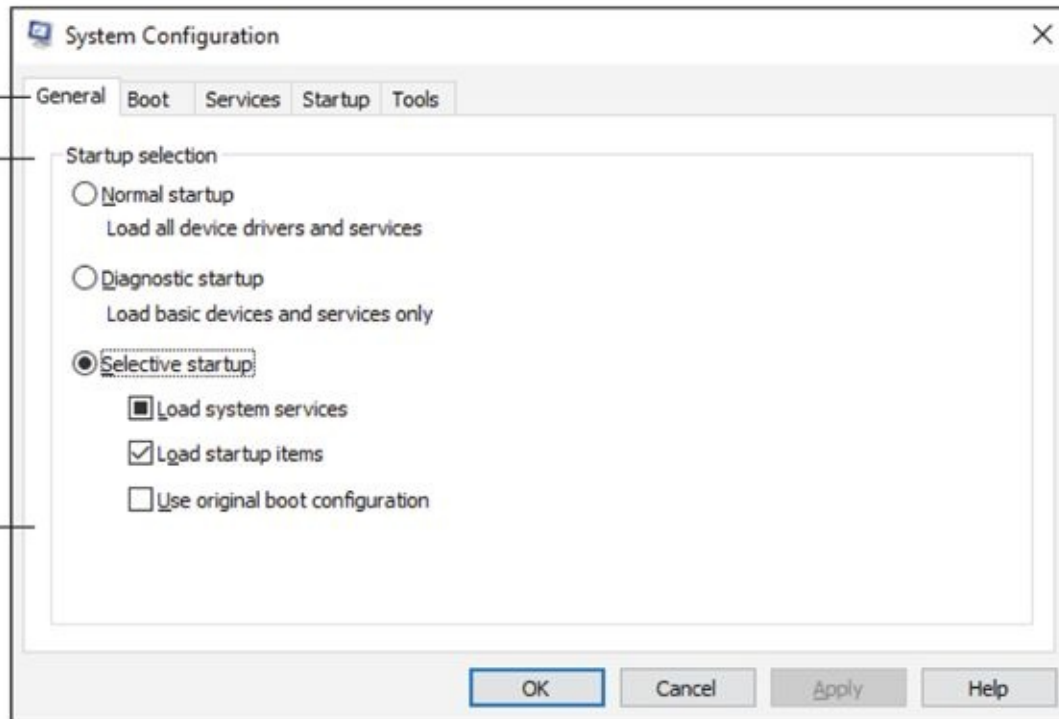 System Configuration
General Boot Services Startup Tools
Startup selection
Normal startup
Load all device drivers and services
Diagnostic startup
Load basic devices and services only
Selective startup
Load system services
Load startup items
Use original boot configuration
OK Cancel Apply Help